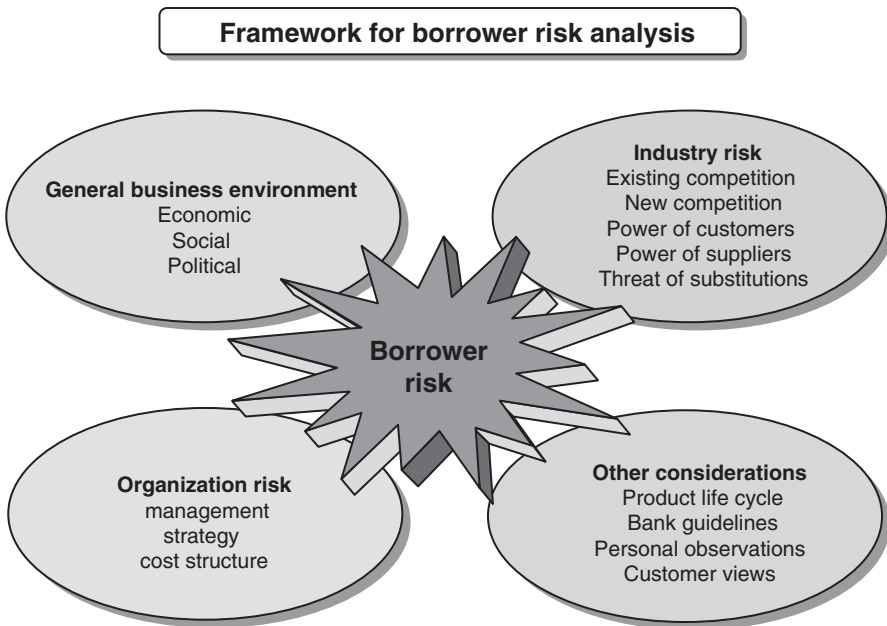 Framework for borrower risk analysis
General business environment
Economic
Social
Political
Industry risk
Existing competition
New competition
Power of customers
Power of suppliers
Threat of substitutions
Borrower
risk
Organization risk
management
strategy
cost structure
Other considerations
Product life cycle
Bank guidelines
Personal observations
Customer views